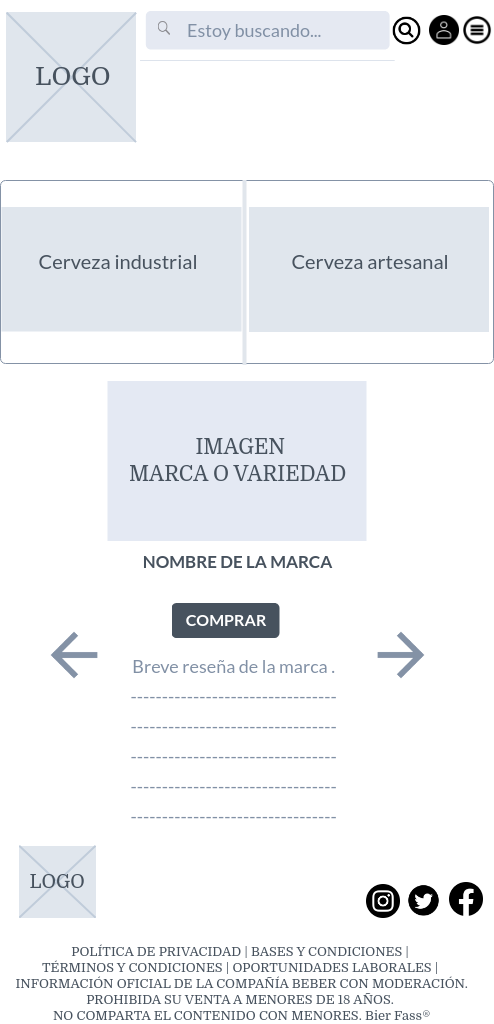 LOGO
Estoy buscando...
Cerveza industrial
Cerveza artesanal
IMAGEN
MARCA O VARIEDAD
NOMBRE DE LA MARCA
COMPRAR
Breve reseña de la marca .
---------------------------------
---------------------------------
---------------------------------
---------------------------------
---------------------------------
LOGO
POLÍTICA DE PRIVACIDAD | BASES Y CONDICIONES |
TÉRMINOS Y CONDICIONES | OPORTUNIDADES LABORALES |
INFORMACIÓN OFICIAL DE LA COMPAÑÍA BEBER CON MODERACIÓN.
PROHIBIDA SU VENTA A MENORES DE 18 AÑOS.
NO COMPARTA EL CONTENIDO CON MENORES. Bier Fass®